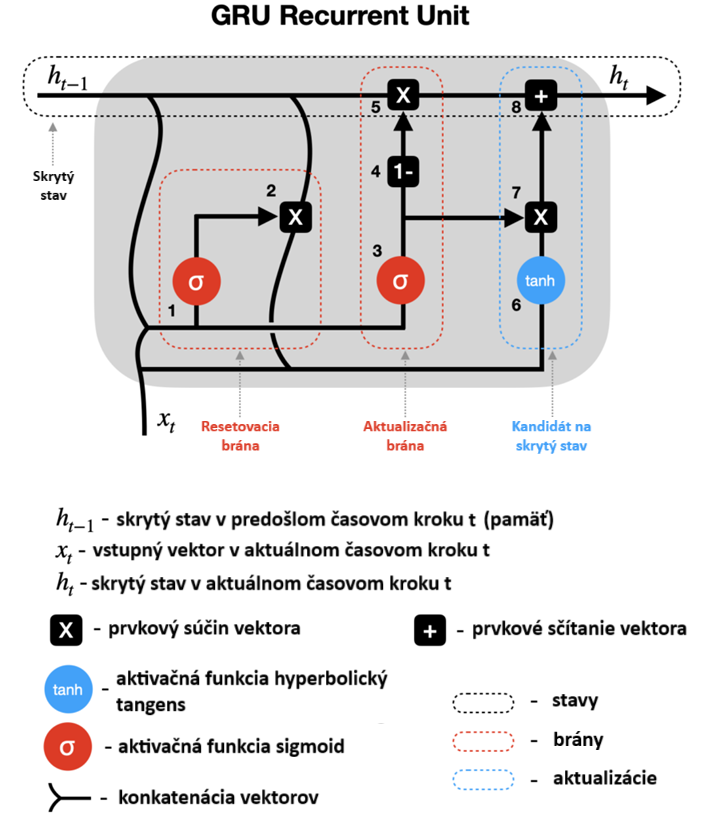 GRU Recurrent Unit
h_{t-1}
h_t
5
X
8
+
Skrytý
stav
4
1-
2
X
7
X
3
σ
σ
tanh
1
6
x_t
Resetovacia
brána
Aktualizačná
brána
Kandidát na
skrytý stav
h_{t-1} - skrytý stav v predošlom časovom kroku t (pamäť)
x_t - vstupný vektor v aktuálnom časovom kroku t
h_t - skrytý stav v aktuálnom časovom kroku t
X - prvkový súčin vektora
+ - prvkové sčítanie vektora
tanh - aktivačná funkcia hyperbolický
tangens
σ - aktivačná funkcia sigmoid
- konkatenácia vektorov
- stavy
- brány
- aktualizácie